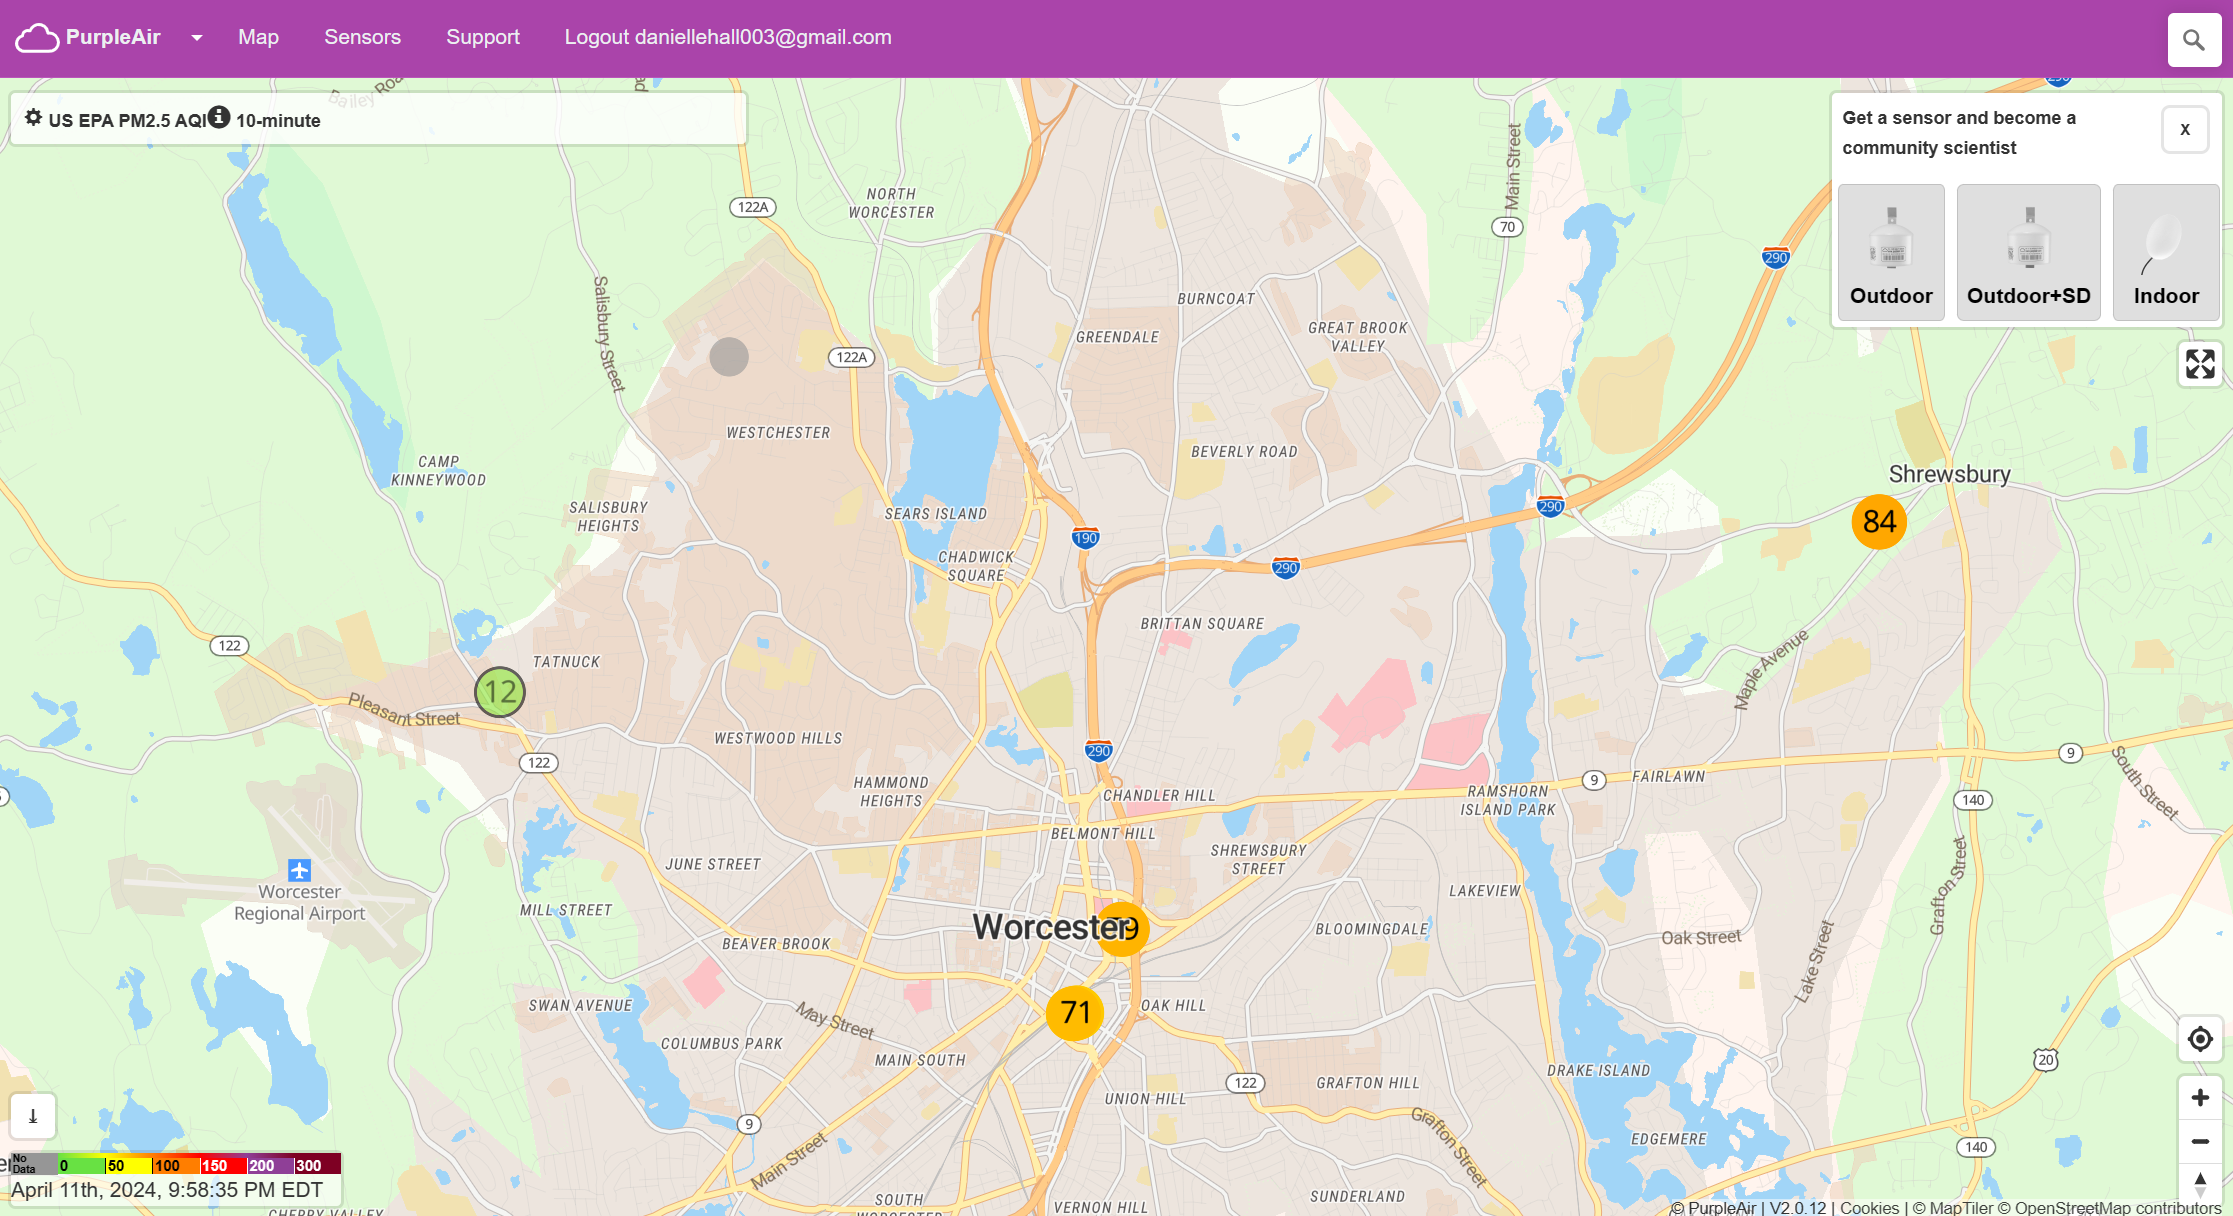 PurpleAir
Map
Sensors
Support
Logout daniellehall003@gmail.com
US EPA PM2.5 AQI 10-minute
Get a sensor and become a
community scientist
X
Outdoor
Outdoor+SD
Indoor
Bailey Roa
122A
NORTH
WORCESTER
Main Street
70
290
290
Salisbury Street
BURNCOAT
GREENDALE
GREAT BROOK
VALLEY
122A
WESTCHESTER
BEVERLY ROAD
CAMP
KINNEYWOOD
Shrewsbury
SALISBURY
HEIGHTS
SEARS ISLAND
290
84
190
CHADWICK
SQUARE
290
BRITTAN SQUARE
122
TATNUCK
Maple Avenue
12
Pleasant Street
WESTWOOD HILLS
290
9
122
South Street
HAMMOND
HEIGHTS
CHANDLER HILL
RAMSHORN
ISLAND PARK
9
FAIRLAWN
140
BELMONT HILL
JUNE STREET
SHREWSBURY
STREET
Grafton Street
Worcester
Regional Airport
LAKEVIEW
MILL STREET
Worcester
BLOOMINGDALE
Oak Street
BEAVER BROOK
Lake Street
SWAN AVENUE
May Street
71
OAK HILL
COLUMBUS PARK
MAIN SOUTH
20
DRAKE ISLAND
122
GRAFTON HILL
UNION HILL
Grafton Street
9
Main Street
EDGEMERE
140
No
Data
0
50
100
150
200
300
April 11th, 2024, 9:58:35 PM EDT
SOUTH
WORCESTER
VERNON HILL
SUNDERLAND
CHERRY VALLEY
© PurpleAir | V2.0.12 | Cookies | © MapTiler © OpenStreetMap contributors